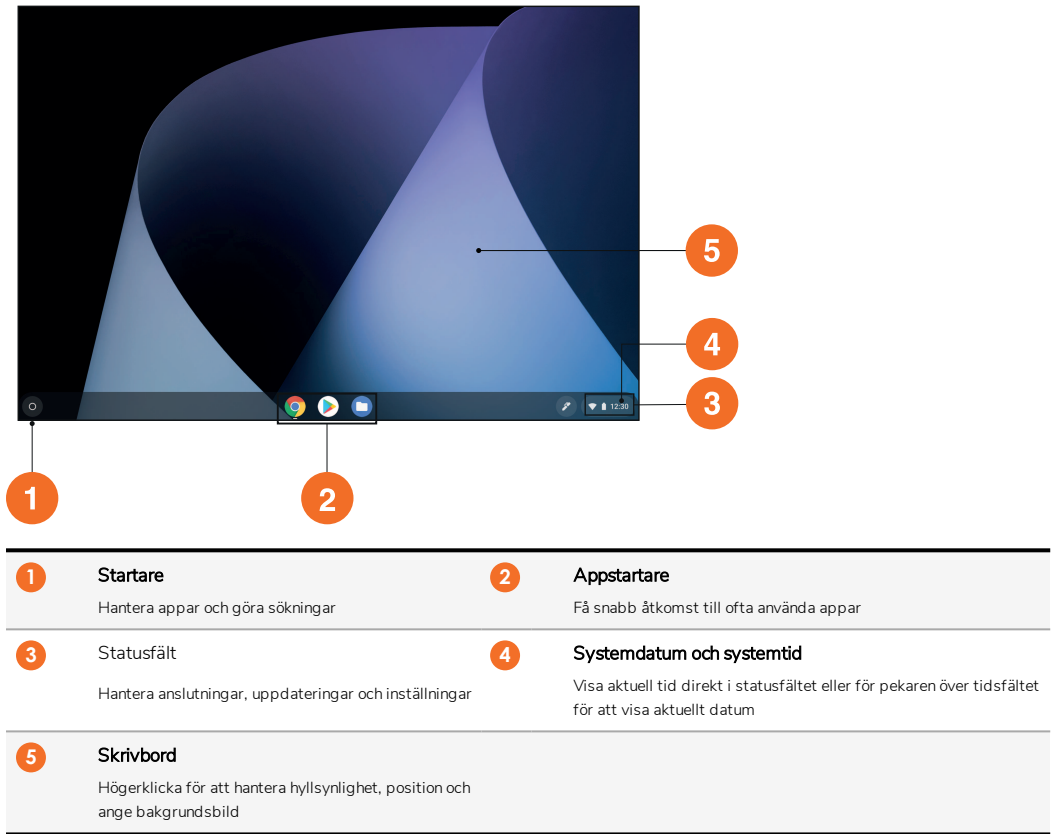 5
4
12:30
3
1
2
1 Startare
Hantera appar och göra sökningar
2 Appstartare
Få snabb åtkomst till ofta använda appar
3 Statusfält
Hantera anslutningar, uppdateringar och inställningar
4 Systemdatum och systemtid
Visa aktuell tid direkt i statusfältet eller för pekaren över tidsfältet
för att visa aktuellt datum
5 Skrivbord
Högerklicka för att hantera hyllsynlighet, position och
ange bakgrundsbild